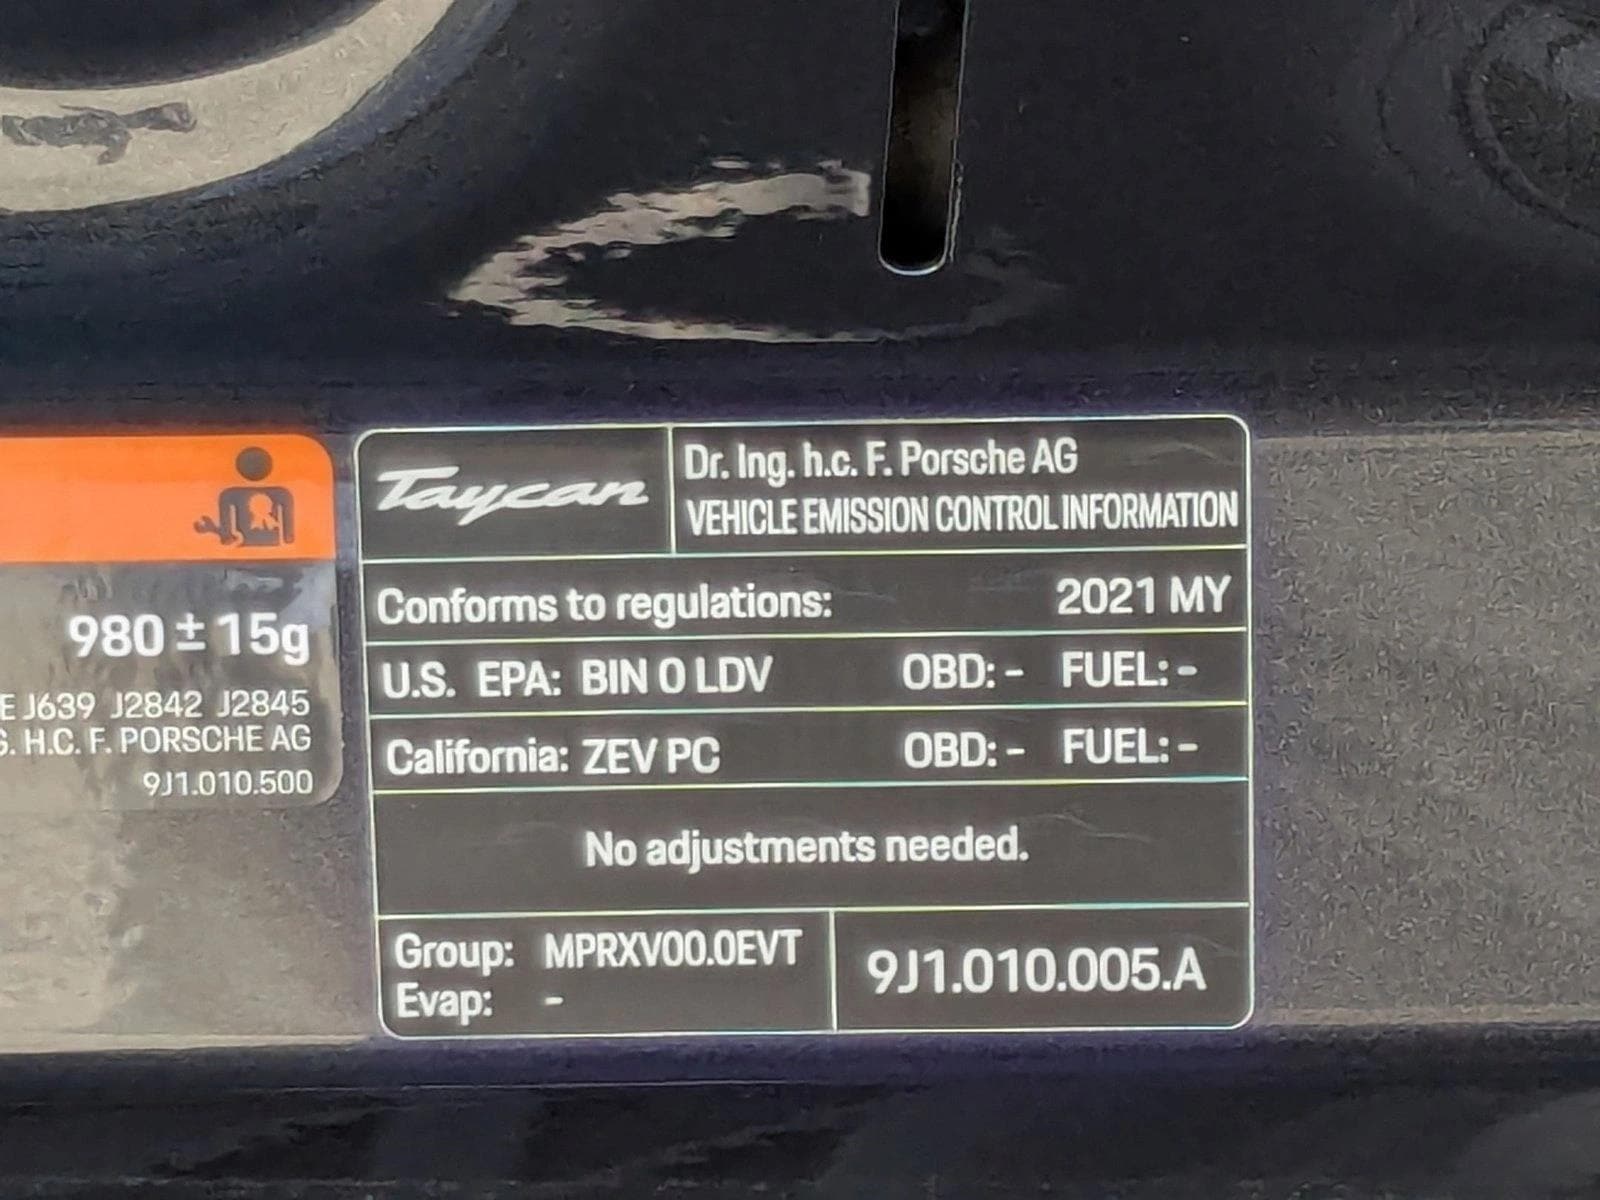 980 ± 15g
E J639 J2842 J2845
G. H.C. F. PORSCHE AG
9J1.010.500
Taycan
Dr. Ing. h.c. F. Porsche AG
VEHICLE EMISSION CONTROL INFORMATION
Conforms to regulations: 2021 MY
U.S. EPA: BIN 0 LDV OBD: - FUEL: -
California: ZEV PC OBD: - FUEL: -
No adjustments needed.
Group: MPRXV00.0EVT
Evap: -
9J1.010.005.A